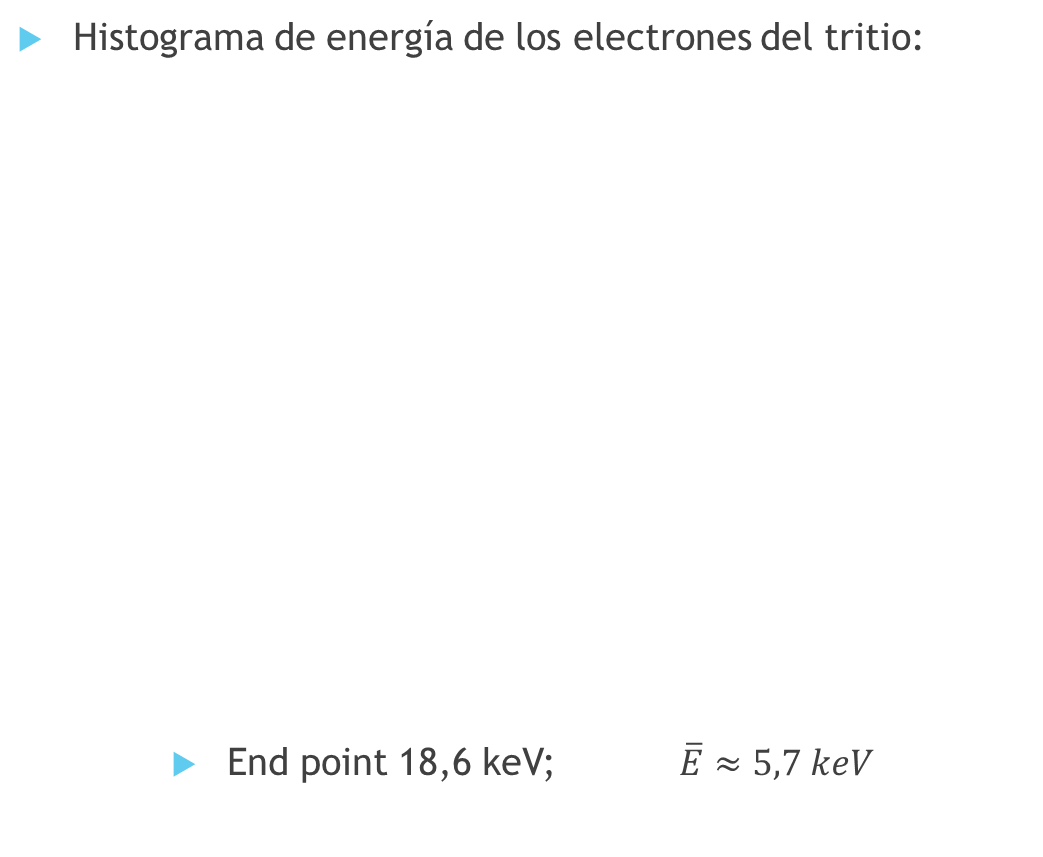 Histograma de energía de los electrones del tritio:
End point 18,6 keV; E̅ ≈ 5,7 keV